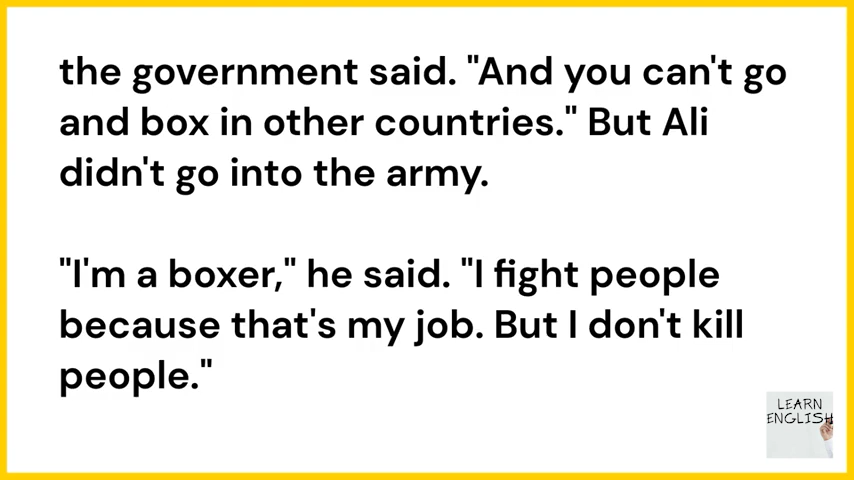 the government said. "And you can't go
and box in other countries." But Ali
didn't go into the army.
"I'm a boxer," he said. "I fight people
because that's my job. But I don't kill
people."
LEARN
ENGLISH